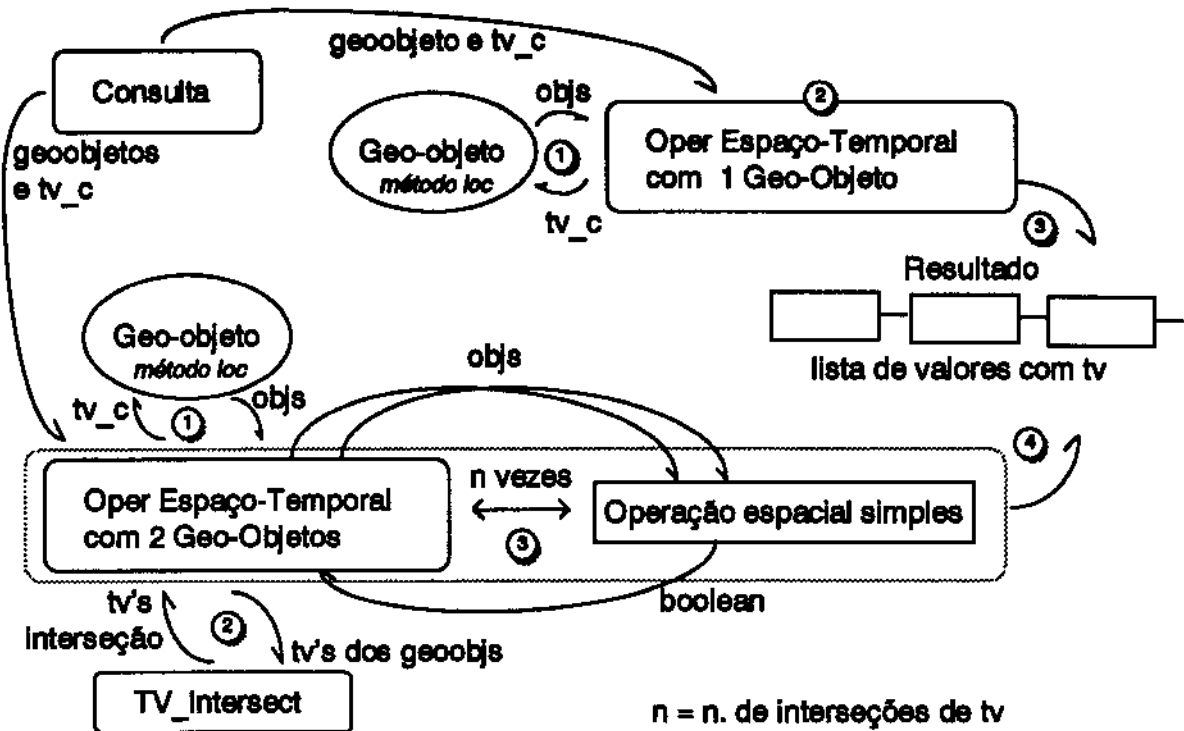 geoobjeto e tv_c
Consulta
geoobjetos
e tv_c
objs
Geo-objeto
método loc
1
tv_c
2
Oper Espaço-Temporal
com 1 Geo-Objeto
3
Resultado
lista de valores com tv
Geo-objeto
método loc
tv_c
1
objs
objs
4
Oper Espaço-Temporal
com 2 Geo-Objetos
n vezes
3
Operação espacial simples
boolean
tv's
interseção
2
tv's dos geoobjs
TV_Intersect
n = n. de interseções de tv